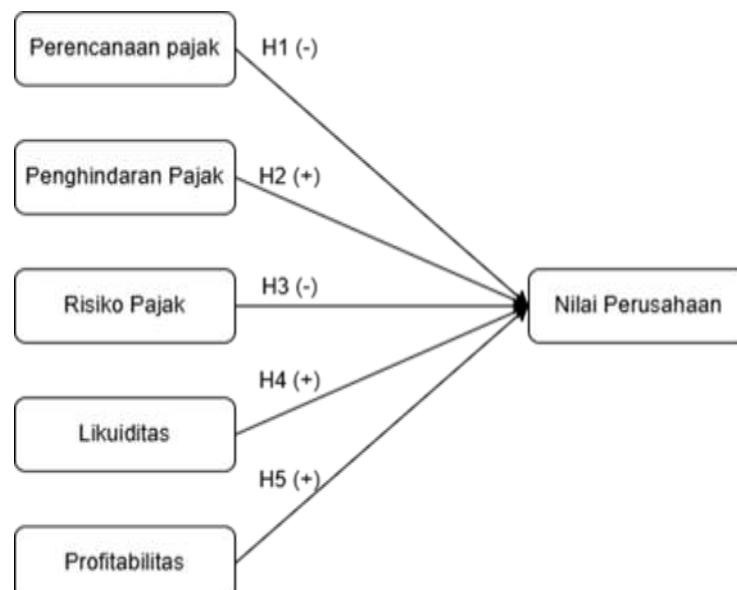 Perencanaan pajak
H1 (-)
Penghindaran Pajak
H2 (+)
Risiko Pajak
H3 (-)
Nilai Perusahaan
Likuiditas
H4 (+)
Profitabilitas
H5 (+)